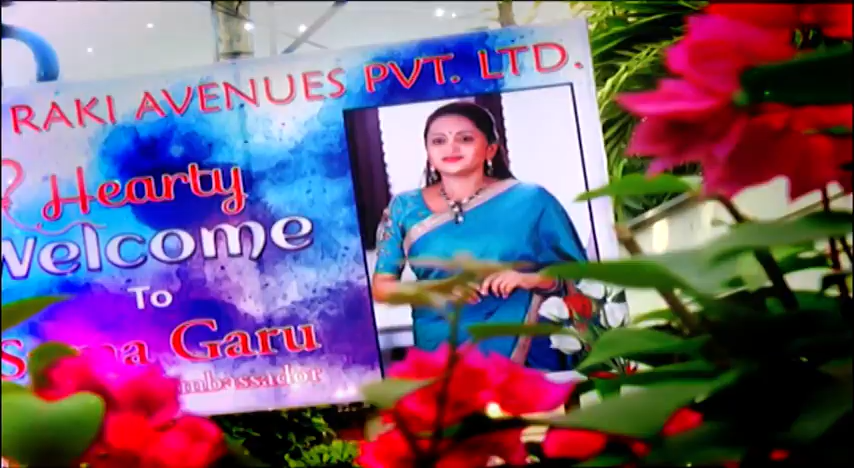 RAKI AVENUES PVT. LTD.
Hearty
Welcome
To
Garu